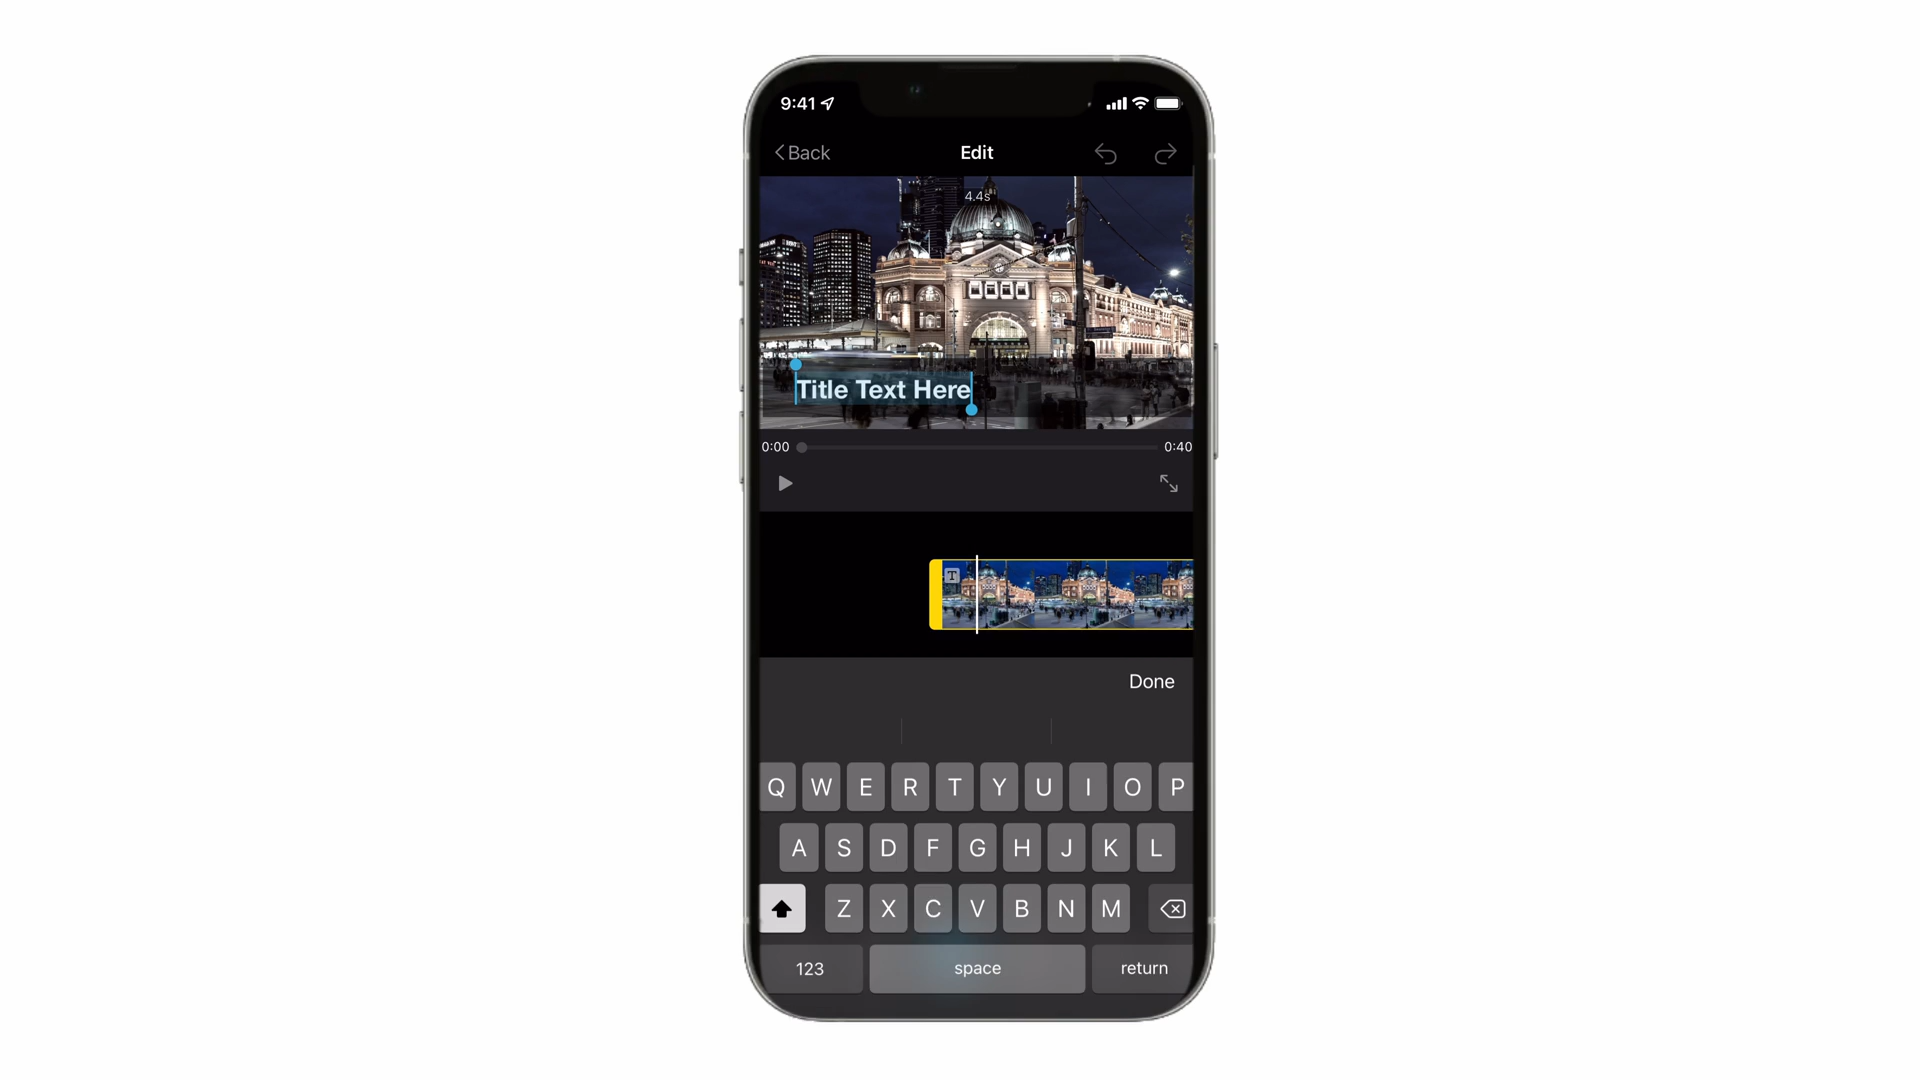 9:41
Back
Edit
4.4s
Title Text Here
0:00
0:40
T
Done
Q W E R T Y U I O P
A S D F G H J K L
Z X C V B N M
123
space
return